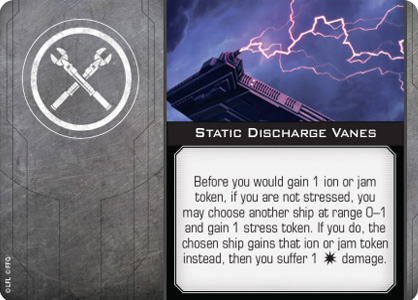 Static Discharge Vanes
Before you would gain 1 ion or jam
token, if you are not stressed, you
may choose another ship at range 0–1
and gain 1 stress token. If you do, the
chosen ship gains that ion or jam token
instead, then you suffer 1 damage.
©LFL ©FFG